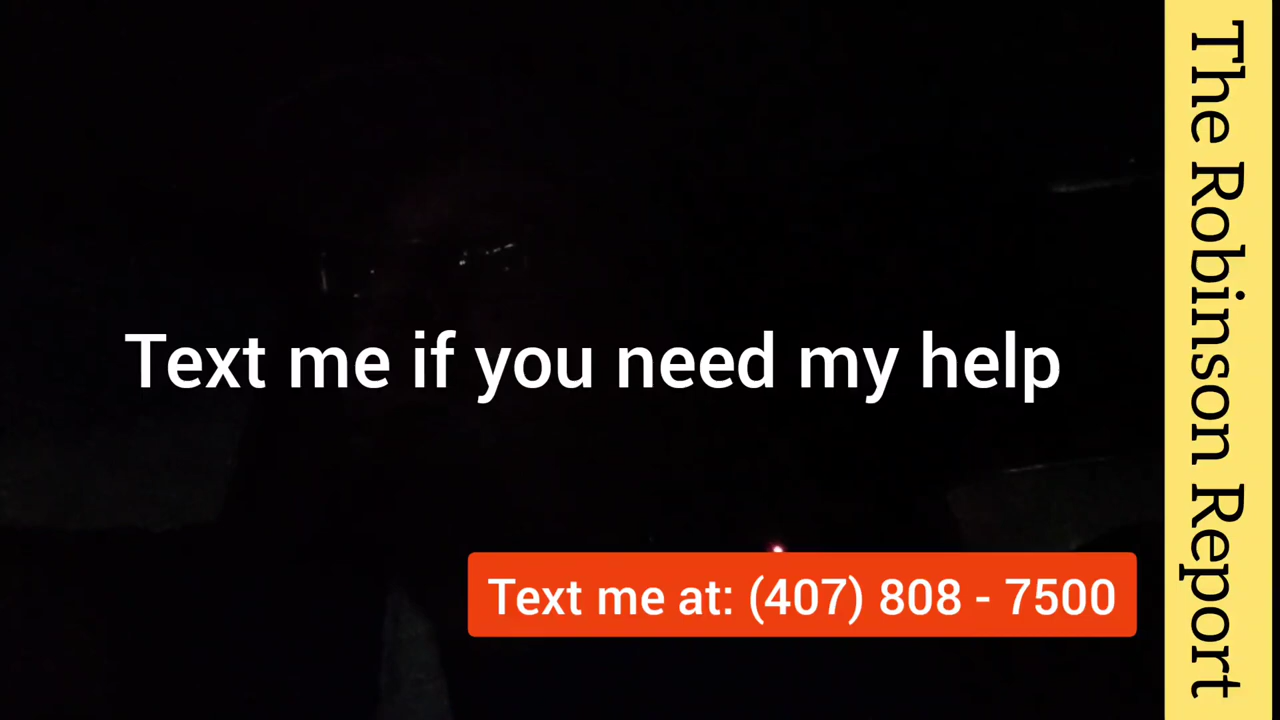 Text me if you need my help
Text me at: (407) 808 - 7500
The Robinson Report